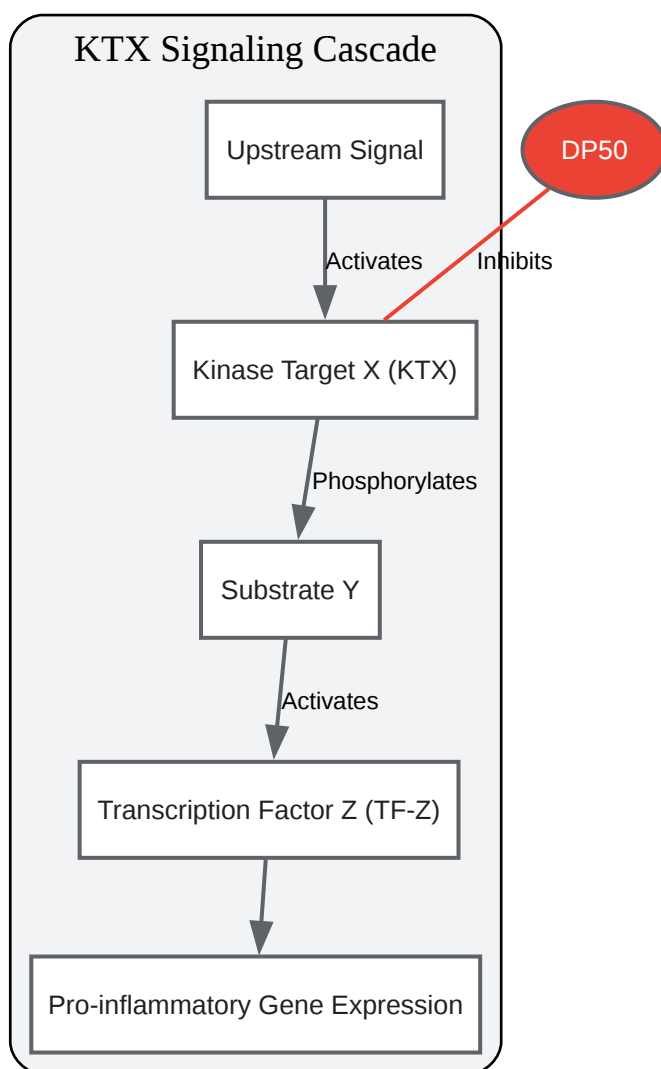 KTX Signaling Cascade
Upstream Signal
DP50
Activates
Inhibits
Kinase Target X (KTX)
Phosphorylates
Substrate Y
Activates
Transcription Factor Z (TF-Z)
Pro-inflammatory Gene Expression